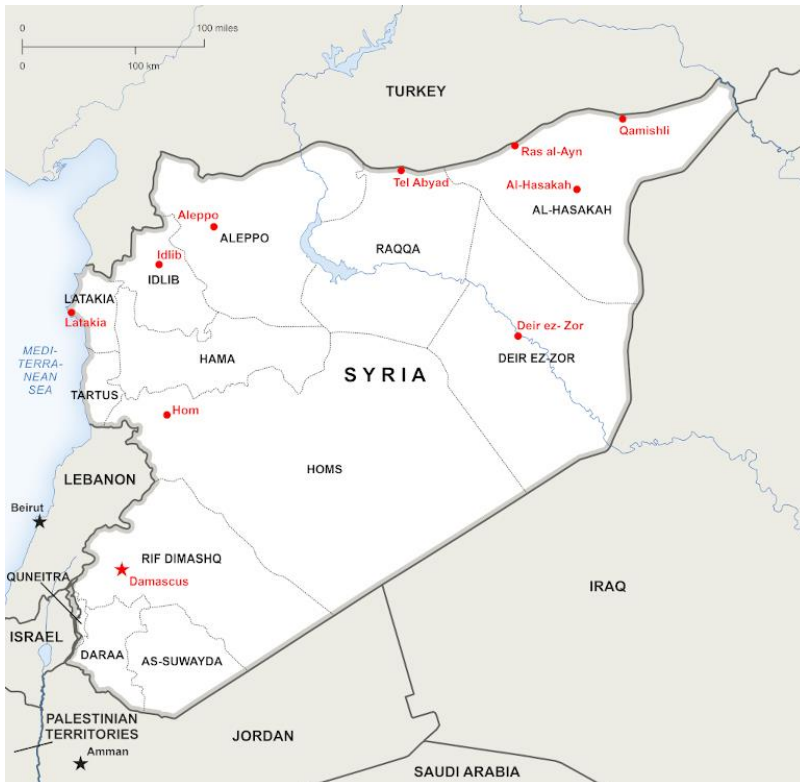 0
100 miles
0
100 km
TURKEY
Qamishli
Ras al-Ayn
Tel Abyad
Al-Hasakah
AL-HASAKAH
Aleppo
ALEPPO
RAQQA
Idlib
IDLIB
LATAKIA
Latakia
Deir ez- Zor
DEIR EZ-ZOR
MEDI-
TERRA-
NEAN
SEA
HAMA
SYRIA
TARTUS
Hom
LEBANON
HOMS
Beirut
RIF DIMASHQ
Damascus
QUNEITRA
IRAQ
ISRAEL
DARAA
AS-SUWAYDA
PALESTINIAN
TERRITORIES
Amman
JORDAN
SAUDI ARABIA